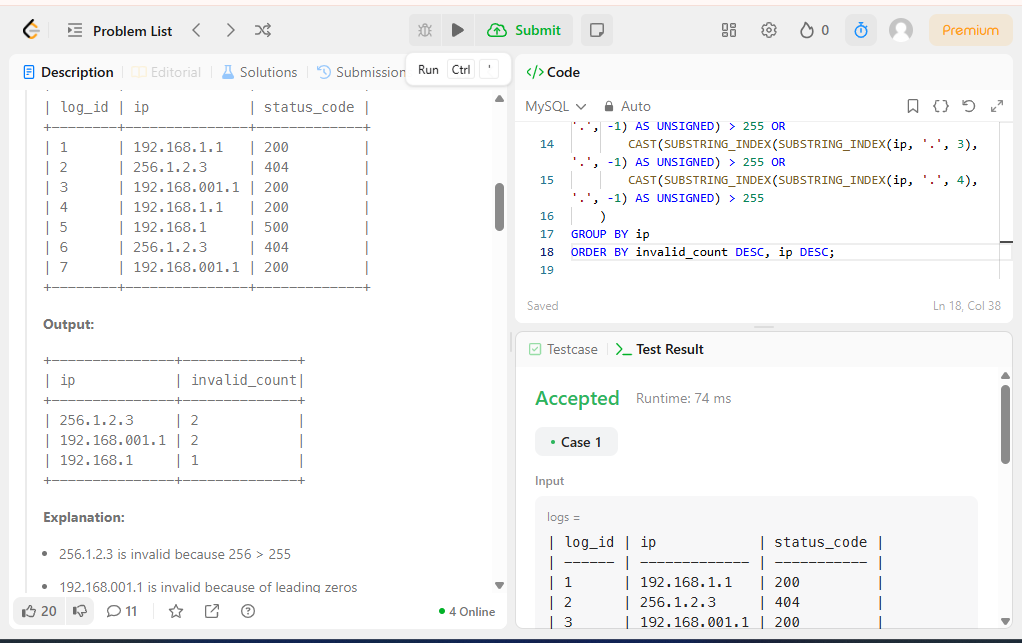 Problem List
Submit
0
Premium
Description
Editorial
Solutions
Submission
Run
Ctrl
'
| log_id | ip | status_code |
+--------+---------------+-------------+
| 1 | 192.168.1.1 | 200 |
| 2 | 256.1.2.3 | 404 |
| 3 | 192.168.001.1 | 200 |
| 4 | 192.168.1.1 | 200 |
| 5 | 192.168.1 | 500 |
| 6 | 256.1.2.3 | 404 |
| 7 | 192.168.001.1 | 200 |
+--------+---------------+-------------+
Output:
+---------------+--------------+
| ip | invalid_count|
+---------------+--------------+
| 256.1.2.3 | 2 |
| 192.168.001.1 | 2 |
| 192.168.1 | 1 |
+---------------+--------------+
Explanation:
• 256.1.2.3 is invalid because 256 > 255
• 192.168.001.1 is invalid because of leading zeros
20
11
4 Online
</> Code
MySQL
Auto
'.', -1) AS UNSIGNED) > 255 OR
14 CAST(SUBSTRING_INDEX(SUBSTRING_INDEX(ip, '.', 3),
'.', -1) AS UNSIGNED) > 255 OR
15 CAST(SUBSTRING_INDEX(SUBSTRING_INDEX(ip, '.', 4),
'.', -1) AS UNSIGNED) > 255
16 )
17 GROUP BY ip
18 ORDER BY invalid_count DESC, ip DESC;
19
Saved
Ln 18, Col 38
Testcase
Test Result
Accepted
Runtime: 74 ms
• Case 1
Input
logs =
| log_id | ip | status_code |
| ------ | ------------- | ----------- |
| 1 | 192.168.1.1 | 200 |
| 2 | 256.1.2.3 | 404 |
| 3 | 192.168.001.1 | 200 |